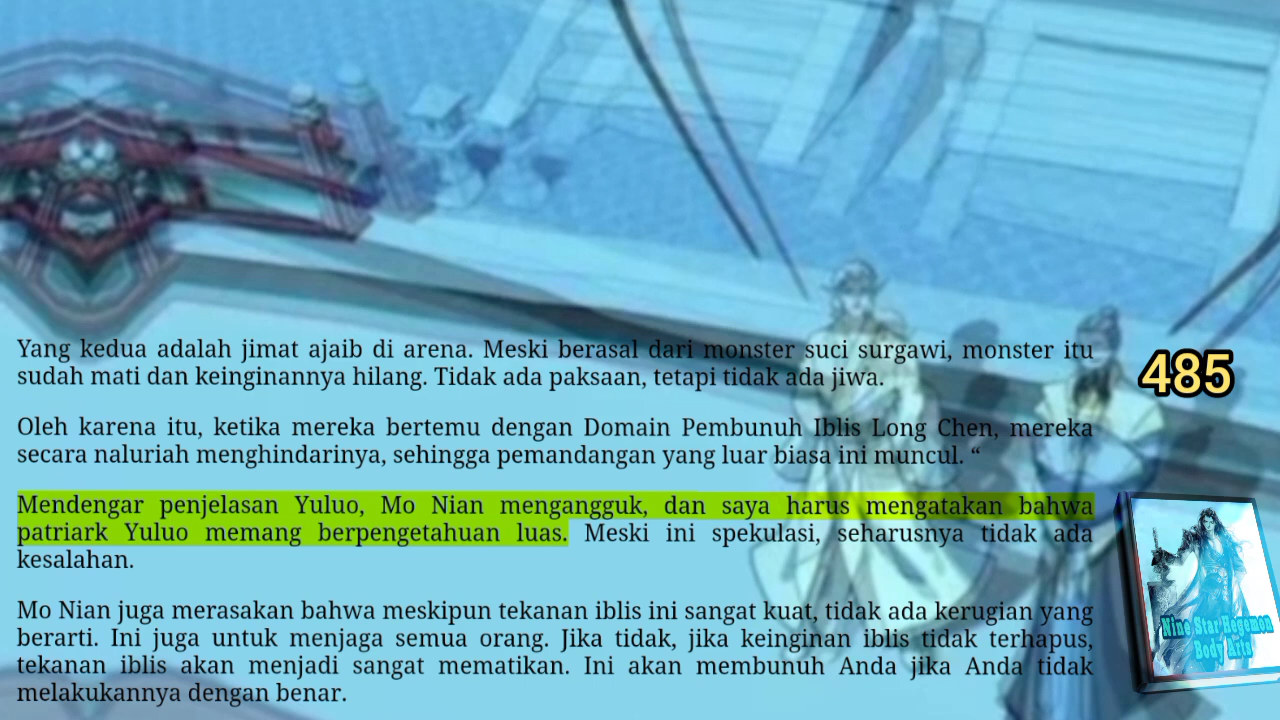 Yang kedua adalah jimat ajaib di arena. Meski berasal dari monster suci surgawi, monster itu
sudah mati dan keinginannya hilang. Tidak ada paksaan, tetapi tidak ada jiwa.
Oleh karena itu, ketika mereka bertemu dengan Domain Pembunuh Iblis Long Chen, mereka
secara naluriah menghindarinya, sehingga pemandangan yang luar biasa ini muncul. “
Mendengar penjelasan Yuluo, Mo Nian mengangguk, dan saya harus mengatakan bahwa
patriark Yuluo memang berpengetahuan luas. Meski ini spekulasi, seharusnya tidak ada
kesalahan.
Mo Nian juga merasakan bahwa meskipun tekanan iblis ini sangat kuat, tidak ada kerugian yang
berarti. Ini juga untuk menjaga semua orang. Jika tidak, jika keinginan iblis tidak terhapus,
tekanan iblis akan menjadi sangat mematikan. Ini akan membunuh Anda jika Anda tidak
melakukannya dengan benar.
485
Nine Star Hegemon
Body Arts